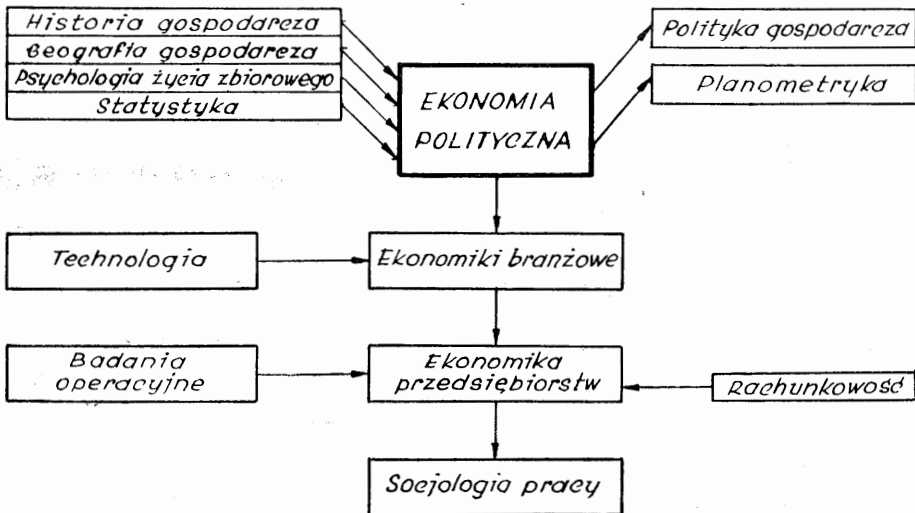 Historia gospodarcza
Geografia gospodarcza
Psychologia życia zbiorowego
Statystyka
EKONOMIA
POLITYCZNA
Polityka gospodarcza
Planometryka
Technologia
Ekonomiki branżowe
Badania
operacyjne
Ekonomika
przedsiębiorstw
Rachunkowość
Socjologia pracy